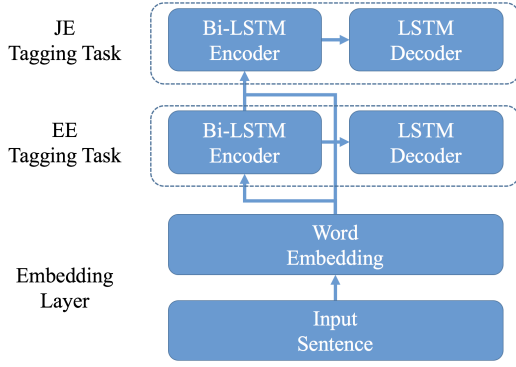 JE
Tagging Task
Bi-LSTM
Encoder
LSTM
Decoder
EE
Tagging Task
Bi-LSTM
Encoder
LSTM
Decoder
Embedding
Layer
Word
Embedding
Input
Sentence